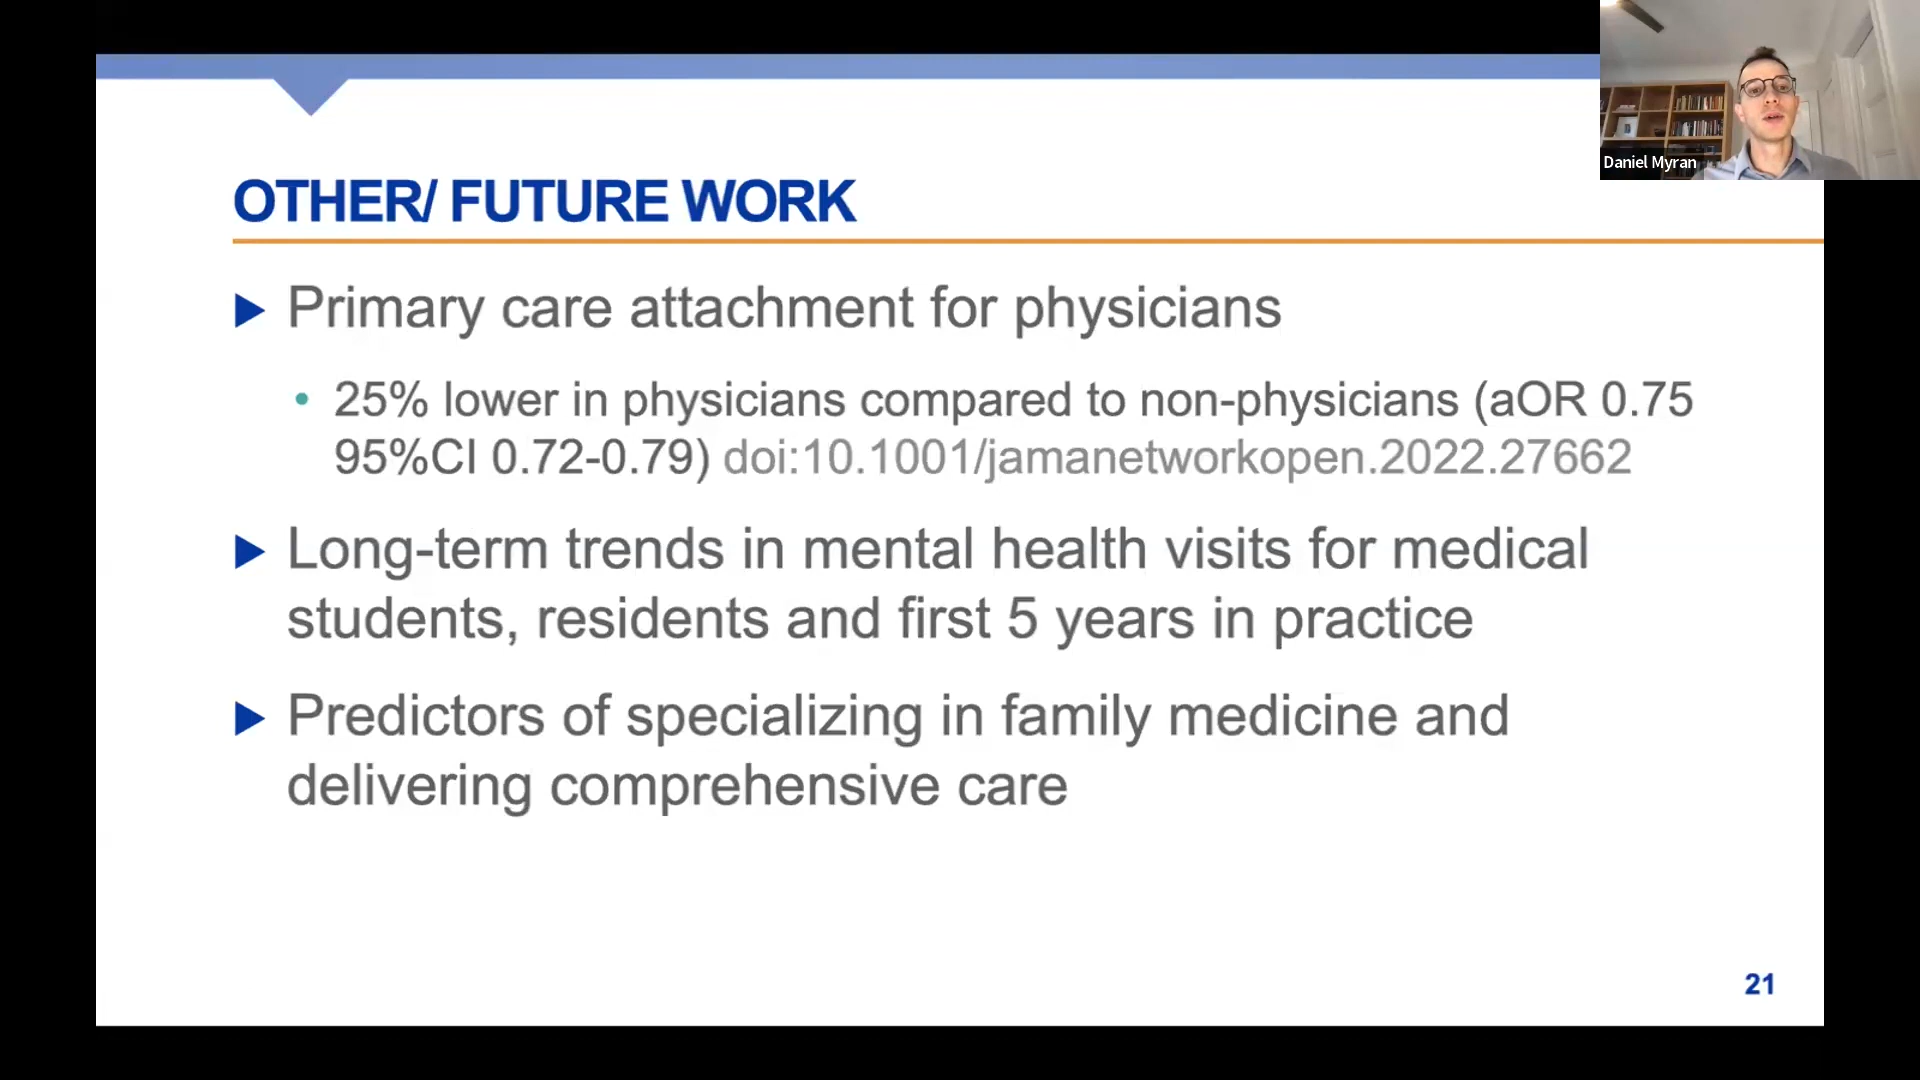 Daniel Myran
OTHER/ FUTURE WORK
Primary care attachment for physicians
25% lower in physicians compared to non-physicians (aOR 0.75
95%CI 0.72-0.79) doi:10.1001/jamanetworkopen.2022.27662
Long-term trends in mental health visits for medical
students, residents and first 5 years in practice
Predictors of specializing in family medicine and
delivering comprehensive care
21